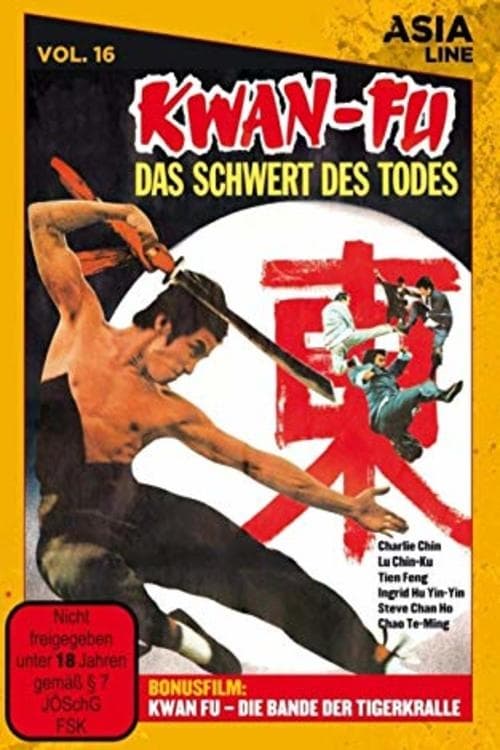 ASIA
LINE
VOL. 16
KWAN-FU
DAS SCHWERT DES TODES
東
Charlie Chin
Lu Chin-Ku
Tien Feng
Ingrid Hu Yin-Yin
Steve Chan Ho
Chao Te-Ming
Nicht
freigegeben
unter 18 Jahren
gemäß § 7
JÖSchG
FSK
BONUSFILM:
KWAN FU – DIE BANDE DER TIGERKRALLE